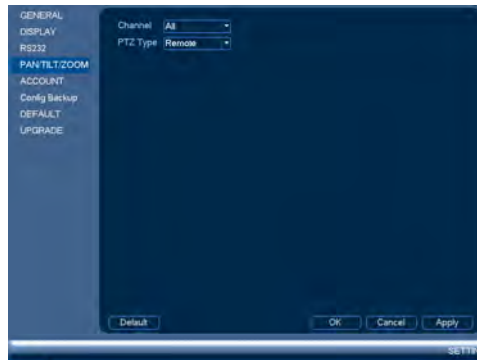 GENERAL
DISPLAY
RS232
PAN/TILT/ZOOM
ACCOUNT
Config Backup
DEFAULT
UPGRADE
Channel All
PTZ Type Remote
Default OK Cancel Apply